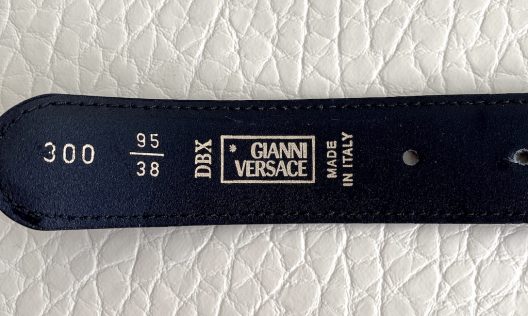 300
95
38
DBX
* GIANNI
VERSACE
MADE
IN ITALY